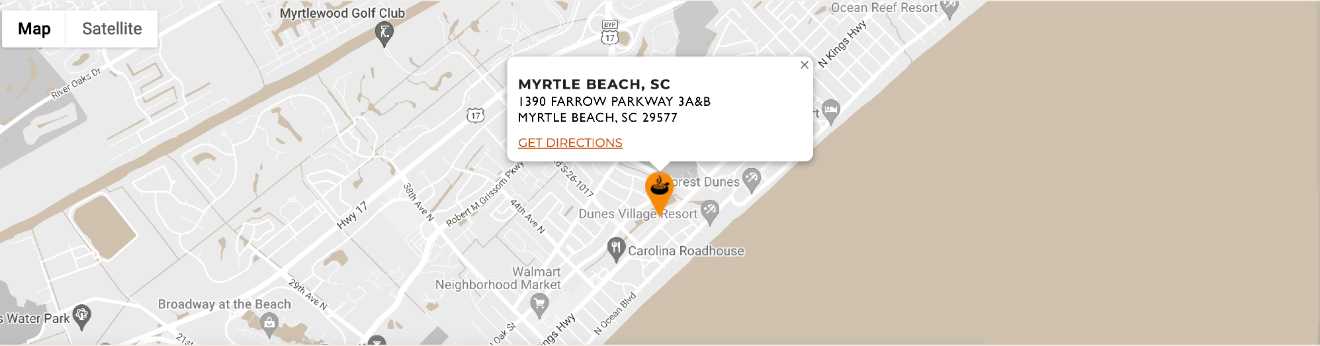 Ocean Reef Resort
Myrtlewood Golf Club
Map
Satellite
BYP
17
N Kings Hwy
River Oaks Dr
MYRTLE BEACH, SC
1390 FARROW PARKWAY 3A&B
MYRTLE BEACH, SC 29577
GET DIRECTIONS
17
rt
d S-26-1017
orest Dunes
38th Ave N
Robert M Grissom Pkwy
Hwy 17
44th Ave N
Dunes Village Resort
Carolina Roadhouse
Walmart
Neighborhood Market
29th Ave N
Broadway at the Beach
N Ocean Blvd
s Water Park
l Oak St
ngs Hwy
21st